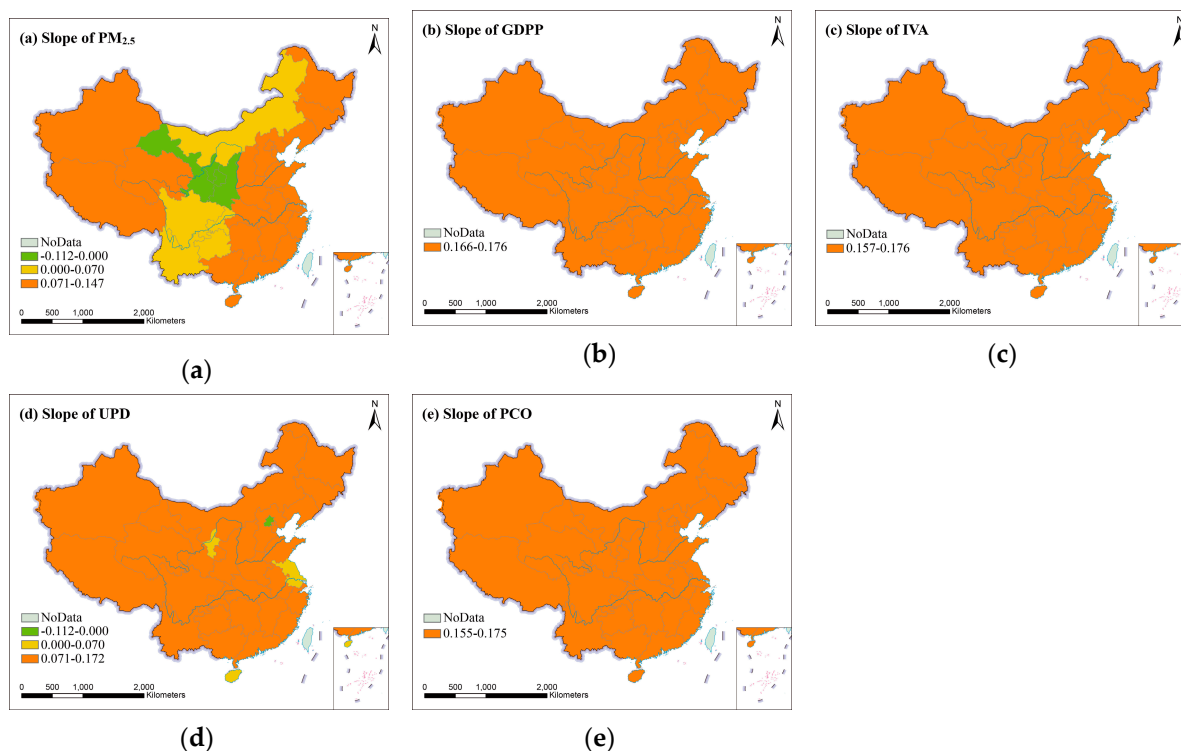 (a) Slope of PM2.5
N
NoData
-0.112-0.000
0.000-0.070
0.071-0.147
0 500 1,000 2,000
Kilometers
(a)
(b) Slope of GDPP
N
NoData
0.166-0.176
0 500 1,000 2,000
Kilometers
(b)
(c) Slope of IVA
N
NoData
0.157-0.176
0 500 1,000 2,000
Kilometers
(c)
(d) Slope of UPD
N
NoData
-0.112-0.000
0.000-0.070
0.071-0.172
0 500 1,000 2,000
Kilometers
(d)
(e) Slope of PCO
N
NoData
0.155-0.175
0 500 1,000 2,000
Kilometers
(e)